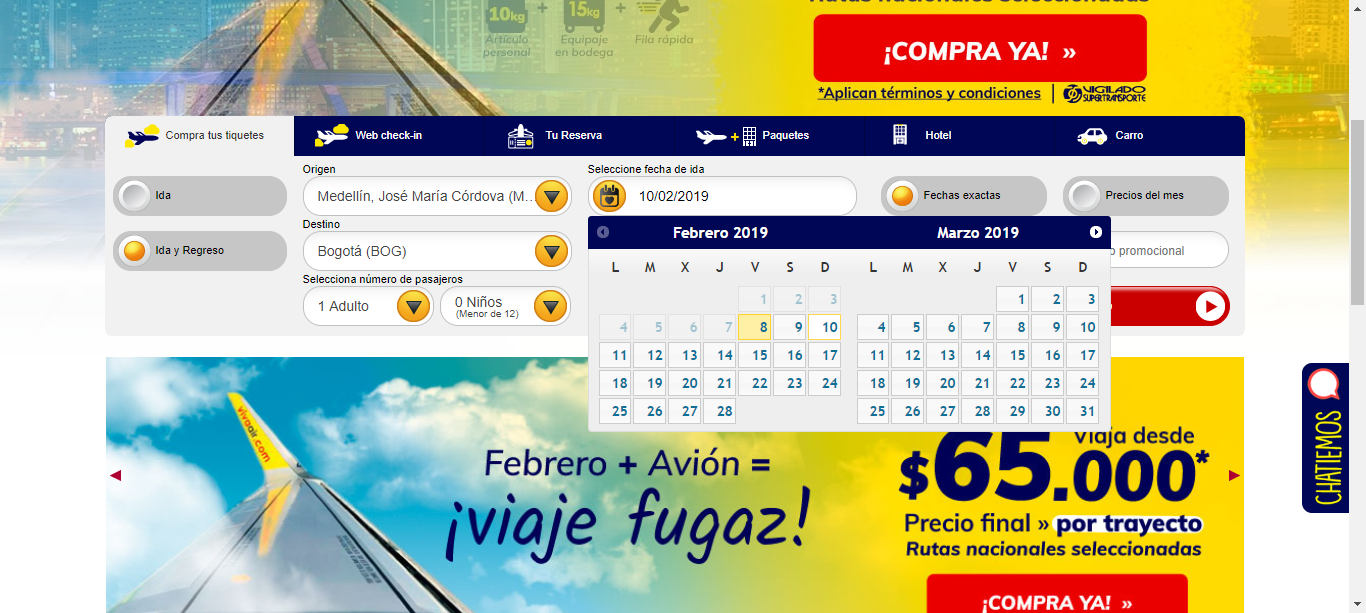 Rutas nacionales seleccionadas
10kg + 15kg +
Artículo personal
Equipaje en bodega
Fila rápida
¡COMPRA YA! »
*Aplican términos y condiciones | VIGILADO SUPERTRANSPORTE
Compra tus tiquetes
Web check-in
Tu Reserva
Paquetes
Hotel
Carro
Ida
Ida y Regreso
Origen
Medellín, José María Córdova (M...
Destino
Bogotá (BOG)
Selecciona número de pasajeros
1 Adulto
0 Niños
(Menor de 12)
Seleccione fecha de ida
10/02/2019
Fechas exactas
Precios del mes
o promocional
Febrero 2019
L M X J V S D
1 2 3
4 5 6 7 8 9 10
11 12 13 14 15 16 17
18 19 20 21 22 23 24
25 26 27 28
Marzo 2019
L M X J V S D
1 2 3
4 5 6 7 8 9 10
11 12 13 14 15 16 17
18 19 20 21 22 23 24
25 26 27 28 29 30 31
CHATIEMOS
vivaair.com
Febrero + Avión =
¡viaje fugaz!
Viaja desde
$65.000*
Precio final » por trayecto
Rutas nacionales seleccionadas
¡COMPRA YA! »